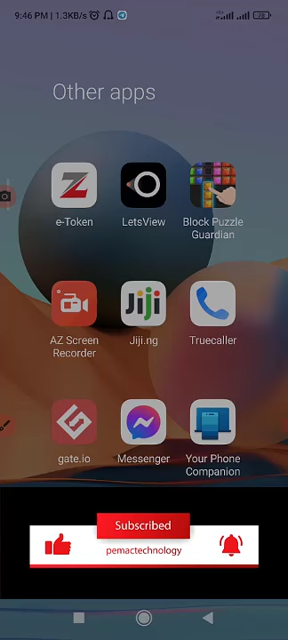 9:46 PM | 1.3KB/s
Other apps
e-Token
LetsView
Block Puzzle
Guardian
Jiji
AZ Screen
Recorder
Jiji.ng
Truecaller
gate.io
Messenger
Your Phone
Companion
Subscribed
pemactechnology